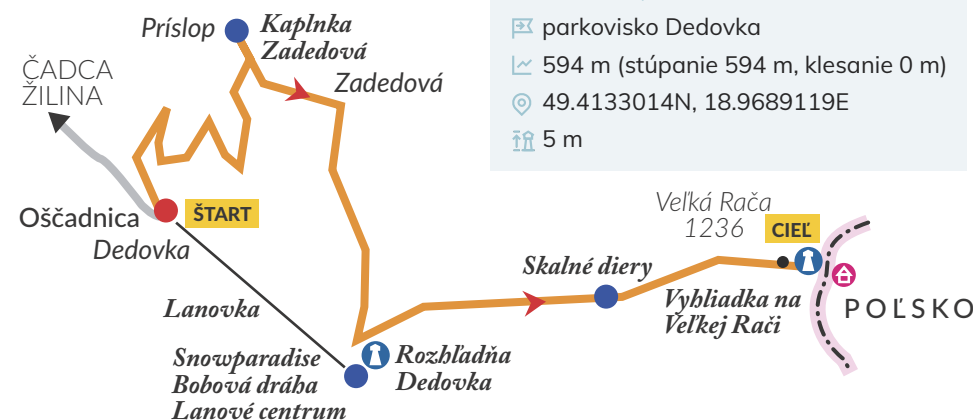 Príslop
Kaplnka
Zadedová
Zadedová
ČADCA
ŽILINA
parkovisko Dedovka
594 m (stúpanie 594 m, klesanie 0 m)
49.4133014N, 18.9689119E
5 m
Oščadnica
Dedovka
ŠTART
Lanovka
Snowparadise
Bobová dráha
Lanové centrum
Rozhľadňa
Dedovka
Skalné diery
Veľká Rača
1236
CIEĽ
Vyhliadka na
Veľkej Rači
POĽSKO